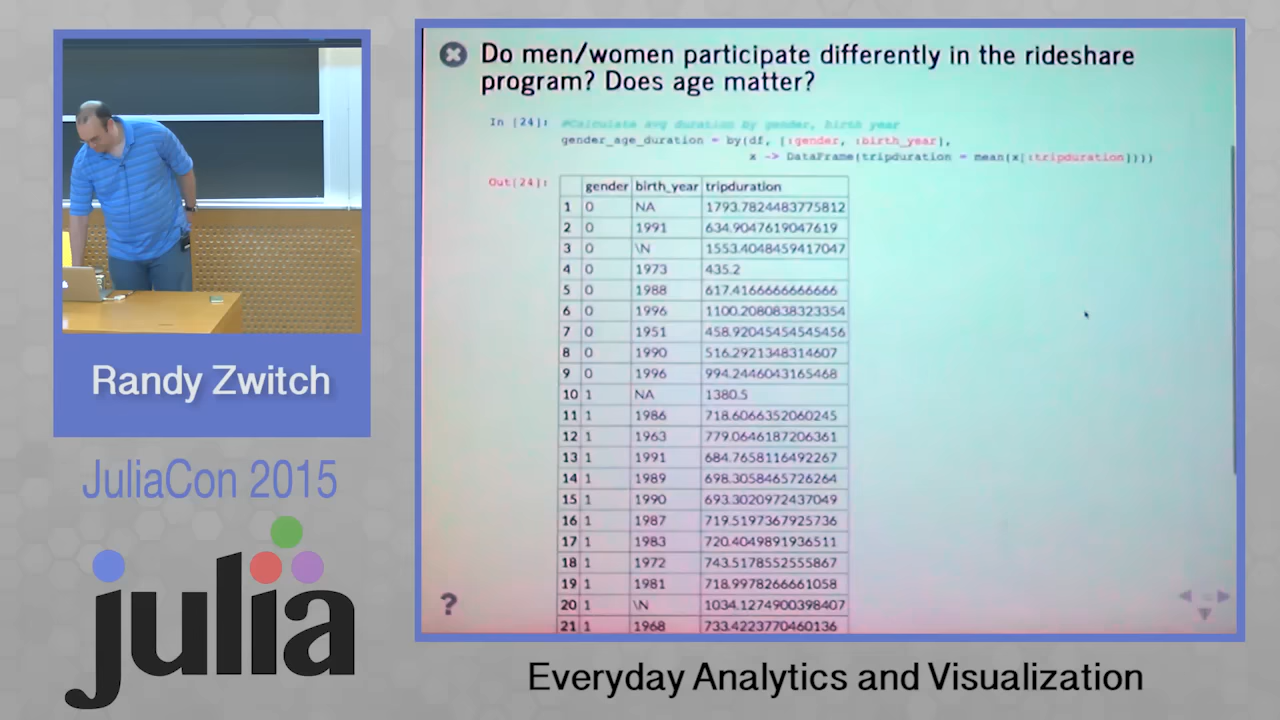 Do men/women participate differently in the rideshare
program? Does age matter?
In [24]: #Calculate avg duration by gender, birth year
gender_age_duration = by(df, [:gender, :birth_year],
x -> DataFrame(tripduration = mean(x[:tripduration])))
Out[24]:
gender birth_year tripduration
1 0 NA 1793.7824483775812
2 0 1991 634.9047619047619
3 0 \N 1553.4048459417047
4 0 1973 435.2
5 0 1988 617.4166666666666
6 0 1996 1100.2080838323354
7 0 1951 458.92045454545456
8 0 1990 516.2921348314607
9 0 1996 994.2446043165468
10 1 NA 1380.5
11 1 1986 718.6066352060245
12 1 1963 779.0646187206361
13 1 1991 684.7658116492267
14 1 1989 698.3058465726264
15 1 1990 693.3020972437049
16 1 1987 719.5197367925736
17 1 1983 720.4049891936511
18 1 1972 743.5178552555867
19 1 1981 718.9978266661058
20 1 \N 1034.1274900398407
21 1 1968 733.4223770460136
?
Randy Zwitch
JuliaCon 2015
julia
Everyday Analytics and Visualization